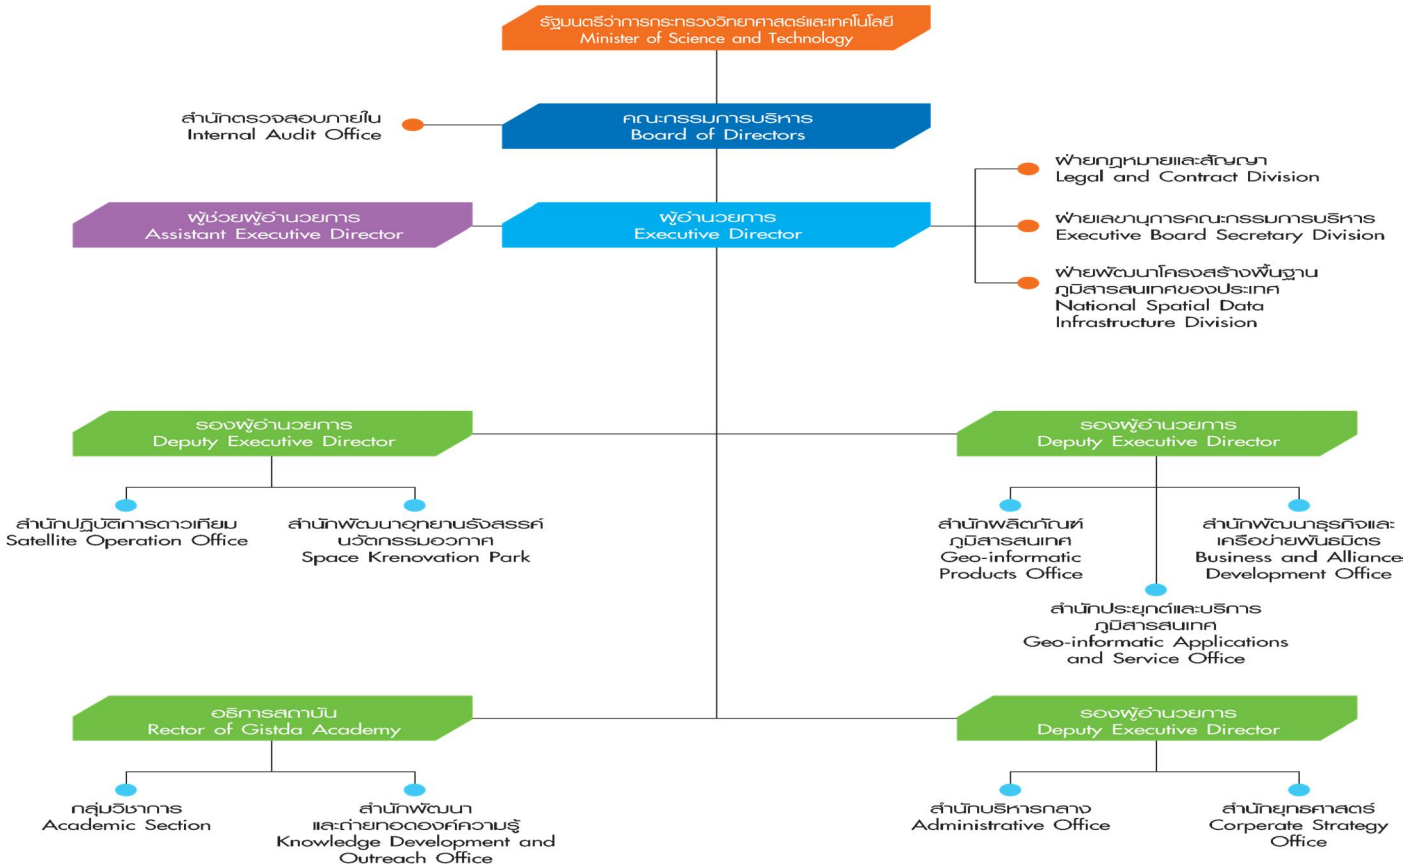 รัฐมนตรีว่าการกระทรวงวิทยาศาสตร์และเทคโนโลยี
Minister of Science and Technology
สำนักตรวจสอบภายใน
Internal Audit Office
คณะกรรมการบริหาร
Board of Directors
ผู้ช่วยผู้อำนวยการ
Assistant Executive Director
ผู้อำนวยการ
Executive Director
ฝ่ายกฎหมายและสัญญา
Legal and Contract Division
ฝ่ายเลขานุการคณะกรรมการบริหาร
Executive Board Secretary Division
ฝ่ายพัฒนาโครงสร้างพื้นฐาน
ภูมิสารสนเทศของประเทศ
National Spatial Data
Infrastructure Division
รองผู้อำนวยการ
Deputy Executive Director
สำนักปฏิบัติการดาวเทียม
Satellite Operation Office
สำนักพัฒนาอุทยานรังสรรค์
นวัตกรรมอวกาศ
Space Krenovation Park
รองผู้อำนวยการ
Deputy Executive Director
สำนักผลิตภัณฑ์
ภูมิสารสนเทศ
Geo-informatic
Products Office
สำนักพัฒนาธุรกิจและ
เครือข่ายพันธมิตร
Business and Alliance
Development Office
สำนักประยุกต์และบริการ
ภูมิสารสนเทศ
Geo-informatic Applications
and Service Office
อธิการสถาบัน
Rector of Gistda Academy
กลุ่มวิชาการ
Academic Section
สำนักพัฒนา
และถ่ายทอดองค์ความรู้
Knowledge Development and
Outreach Office
รองผู้อำนวยการ
Deputy Executive Director
สำนักบริหารกลาง
Administrative Office
สำนักยุทธศาสตร์
Corperate Strategy
Office